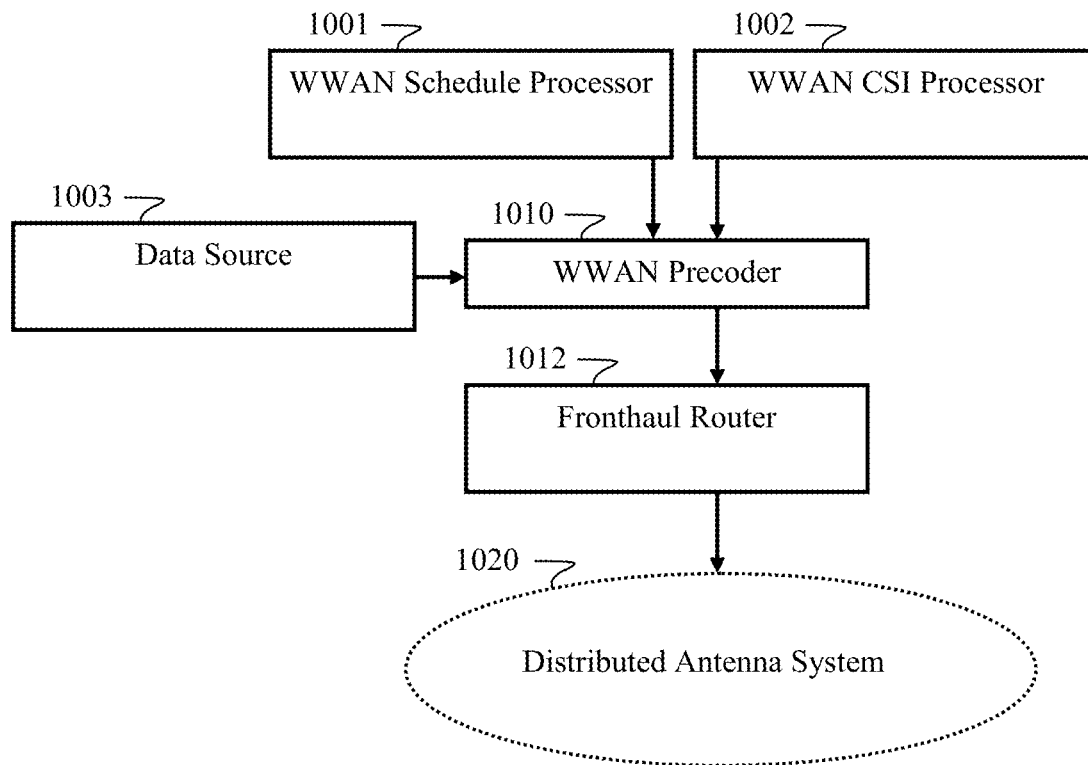 1001
WWAN Schedule Processor
1002
WWAN CSI Processor
1003
Data Source
1010
WWAN Precoder
1012
Fronthaul Router
1020
Distributed Antenna System